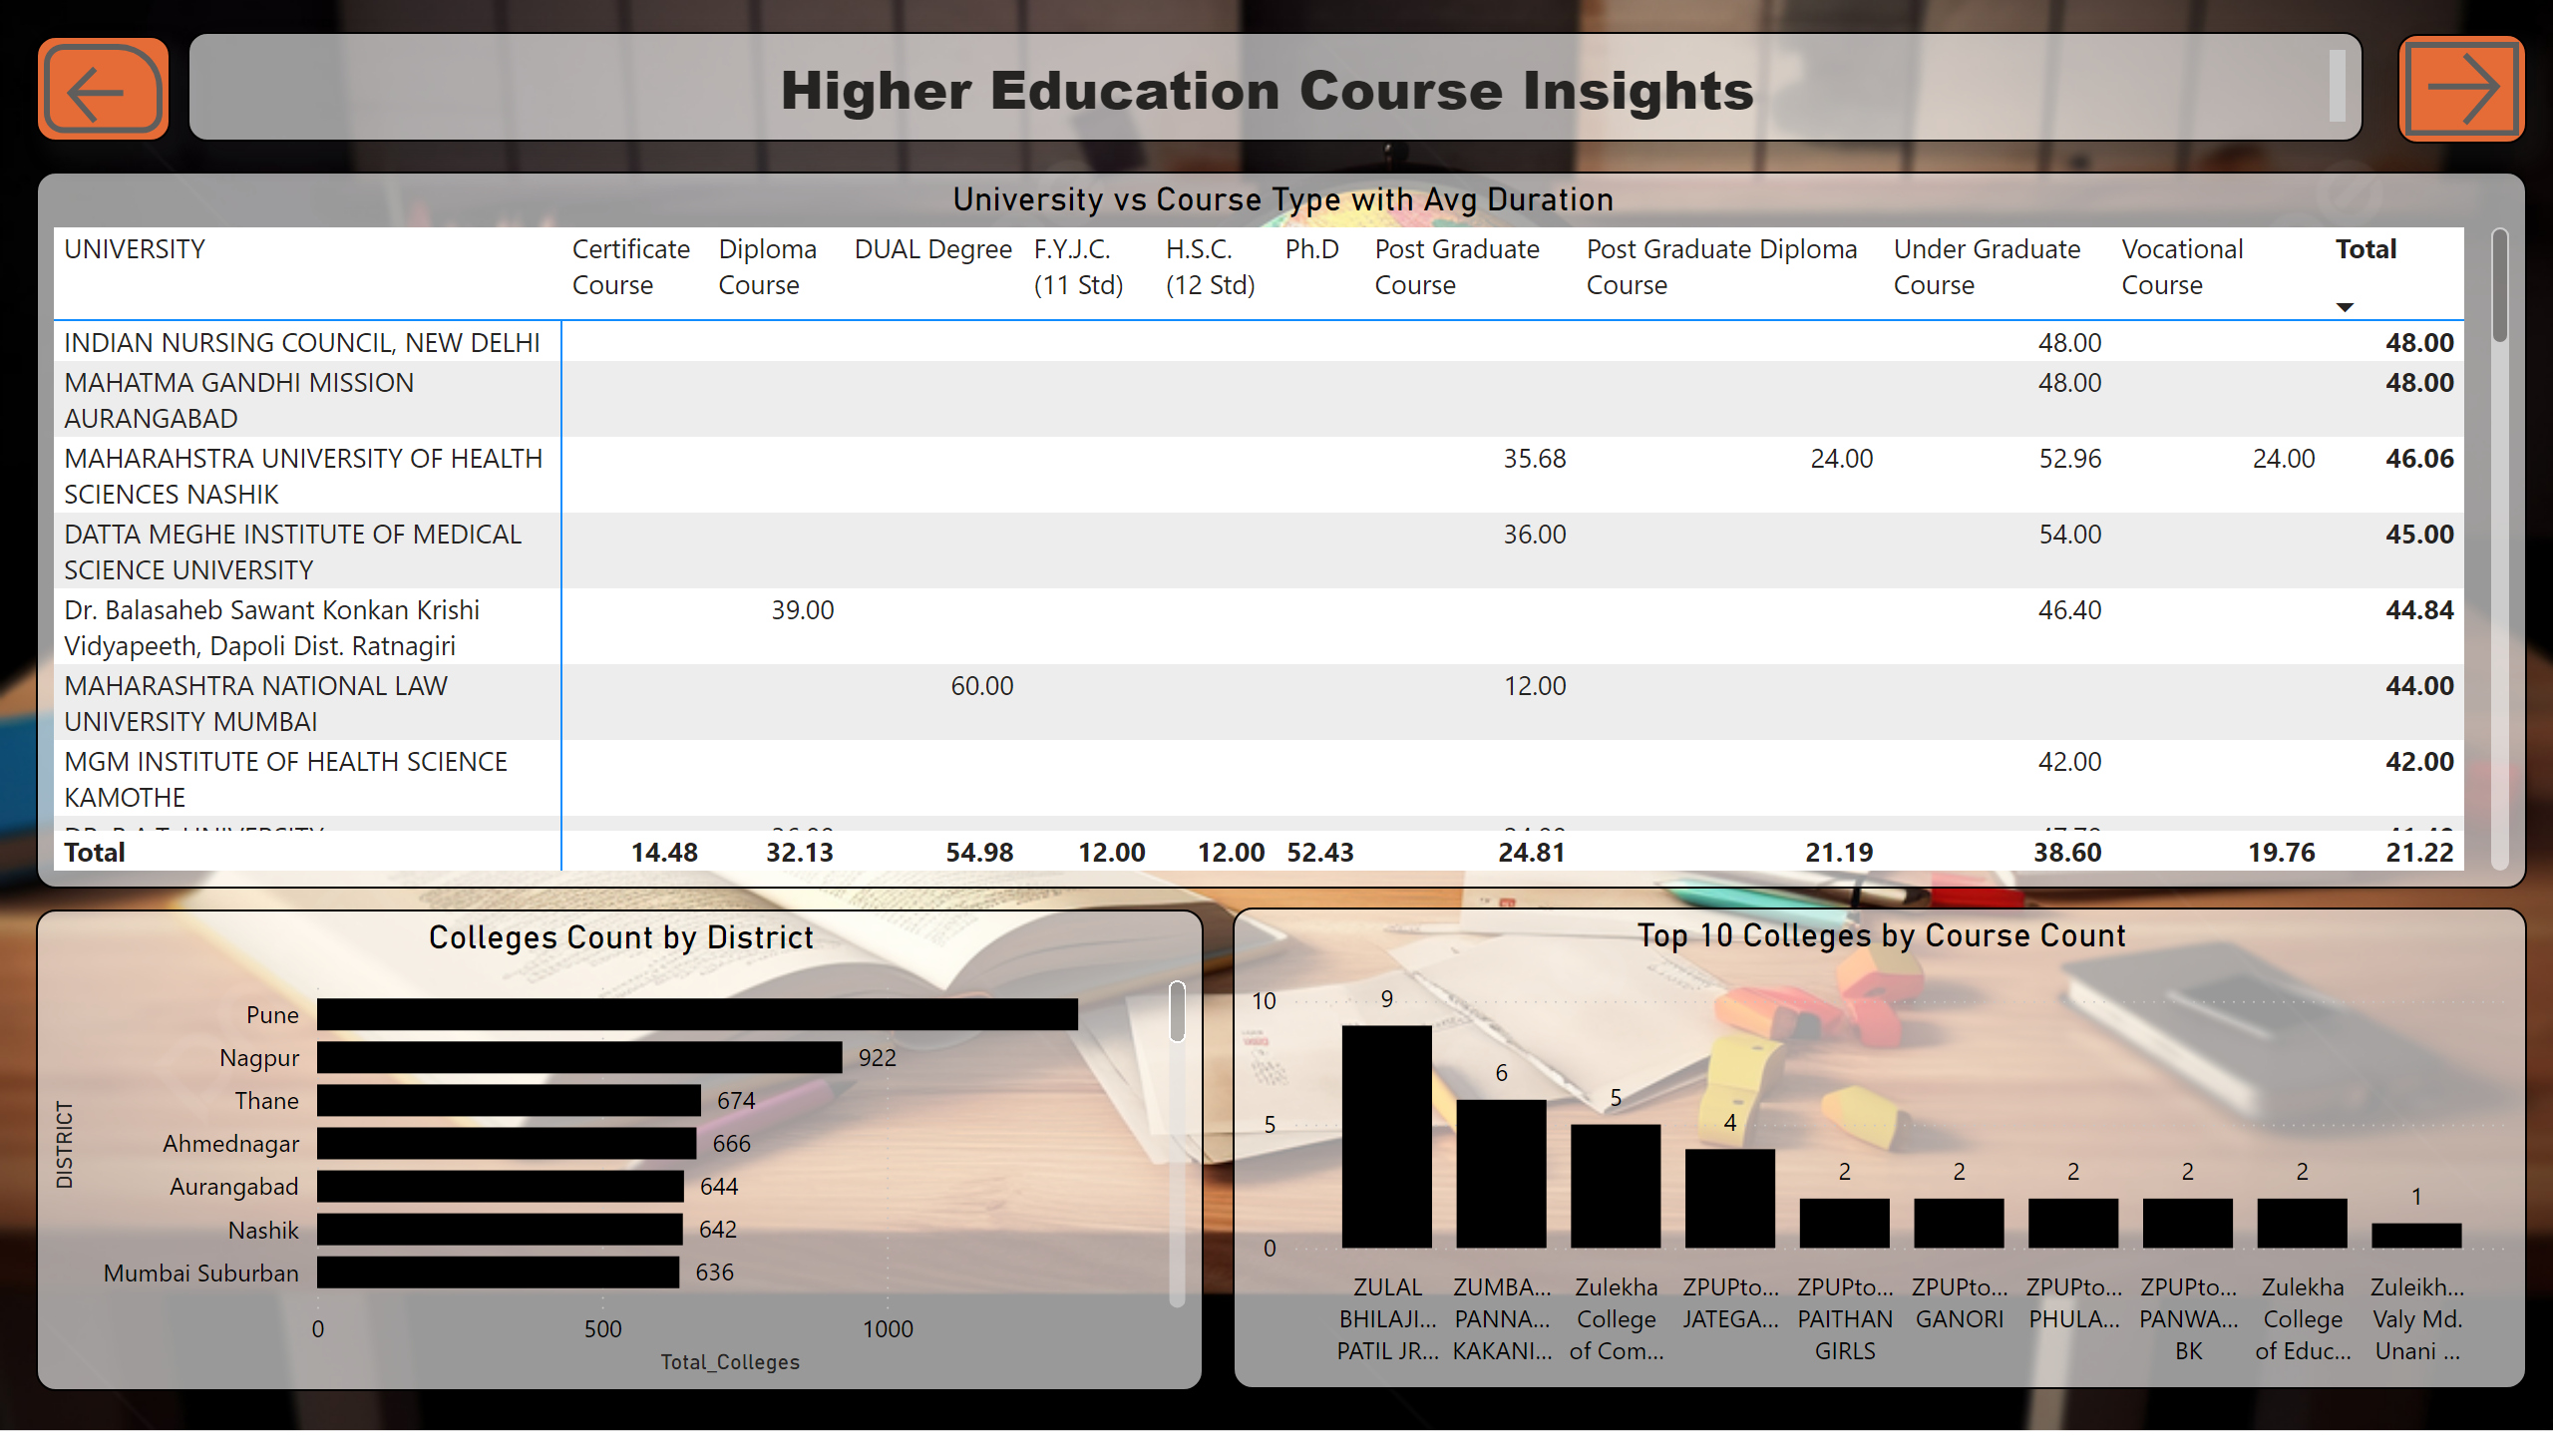 Higher Education Course Insights
University vs Course Type with Avg Duration
UNIVERSITY Certificate Course Diploma Course DUAL Degree F.Y.J.C. (11 Std) H.S.C. (12 Std) Ph.D Post Graduate Course Post Graduate Diploma Course Under Graduate Course Vocational Course Total
INDIAN NURSING COUNCIL, NEW DELHI 48.00 48.00
MAHATMA GANDHI MISSION 48.00 48.00
AURANGABAD
MAHARAHSTRA UNIVERSITY OF HEALTH 35.68 24.00 52.96 24.00 46.06
SCIENCES NASHIK
DATTA MEGHE INSTITUTE OF MEDICAL 36.00 54.00 45.00
SCIENCE UNIVERSITY
Dr. Balasaheb Sawant Konkan Krishi 39.00 46.40 44.84
Vidyapeeth, Dapoli Dist. Ratnagiri
MAHARASHTRA NATIONAL LAW 60.00 12.00 44.00
UNIVERSITY MUMBAI
MGM INSTITUTE OF HEALTH SCIENCE 42.00 42.00
KAMOTHE
Total 14.48 32.13 54.98 12.00 12.00 52.43 24.81 21.19 38.60 19.76 21.22
Colleges Count by District
DISTRICT
Pune
Nagpur 922
Thane 674
Ahmednagar 666
Aurangabad 644
Nashik 642
Mumbai Suburban 636
0 500 1000
Total_Colleges
Top 10 Colleges by Course Count
10
5
0
9 6 5 4 2 2 2 2 2 1
ZULAL ZUMBA... Zulekha ZPUPto... ZPUPto... ZPUPto... ZPUPto... ZPUPto... Zulekha Zuleikh...
BHILAJI... PANNA... College JATEGA... PAITHAN GANORI PHULA... PANWA... College Valy Md.
PATIL JR... KAKANI... of Com... GIRLS BK of Educ... Unani ...